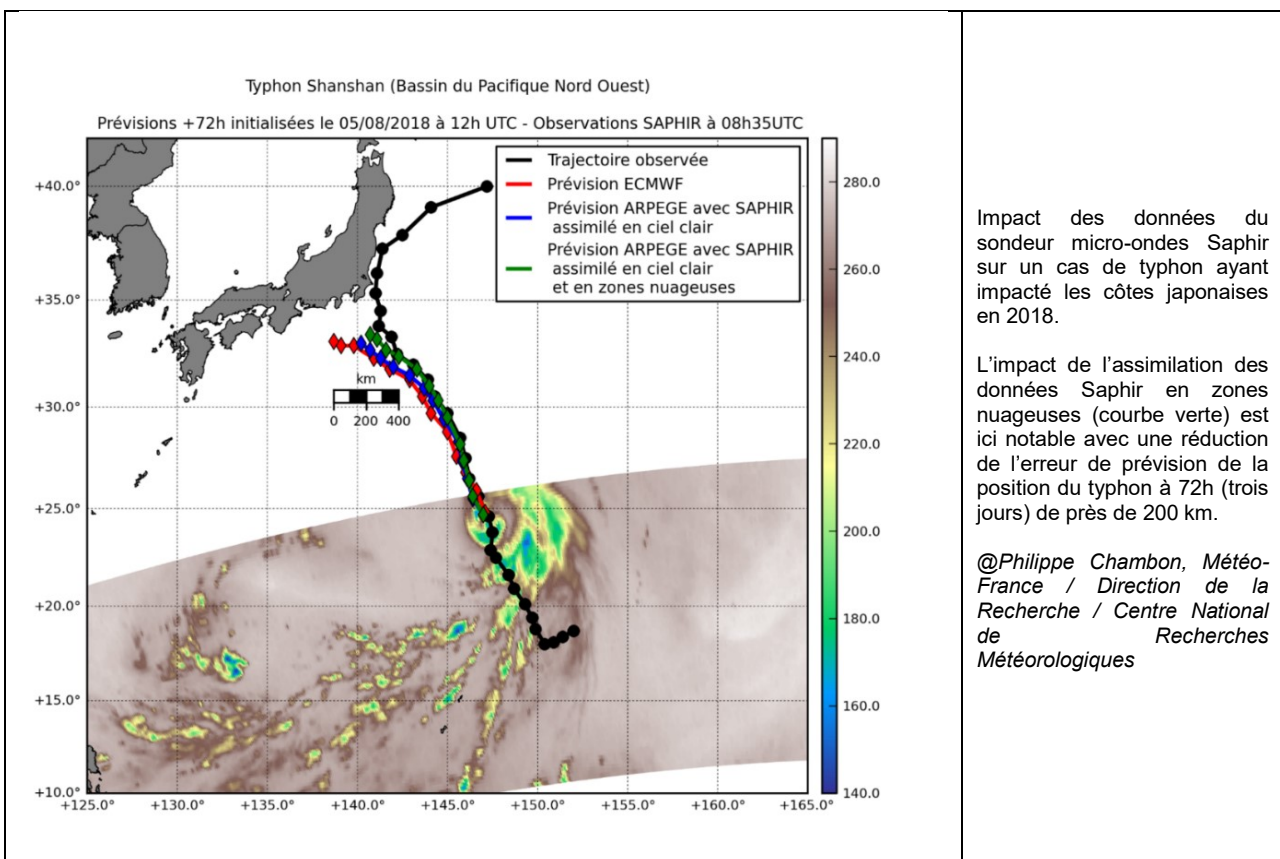 Typhon Shanshan (Bassin du Pacifique Nord Ouest)
Prévisions +72h initialisées le 05/08/2018 à 12h UTC - Observations SAPHIR à 08h35UTC
Trajectoire observée
Prévision ECMWF
Prévision ARPEGE avec SAPHIR
assimilé en ciel clair
Prévision ARPEGE avec SAPHIR
assimilé en ciel clair
et en zones nuageuses
+40.0°
+35.0°
+30.0°
+25.0°
+20.0°
+15.0°
+10.0°
+125.0° +130.0° +135.0° +140.0° +145.0° +150.0° +155.0° +160.0° +165.0°
km
0 200 400
280.0
260.0
240.0
220.0
200.0
180.0
160.0
140.0
Impact des données du
sondeur micro-ondes Saphir
sur un cas de typhon ayant
impacté les côtes japonaises
en 2018.
L'impact de l'assimilation des
données Saphir en zones
nuageuses (courbe verte) est
ici notable avec une réduction
de l'erreur de prévision de la
position du typhon à 72h (trois
jours) de près de 200 km.
@Philippe Chambon, Météo-
France / Direction de la
Recherche / Centre National
de Recherches
Météorologiques